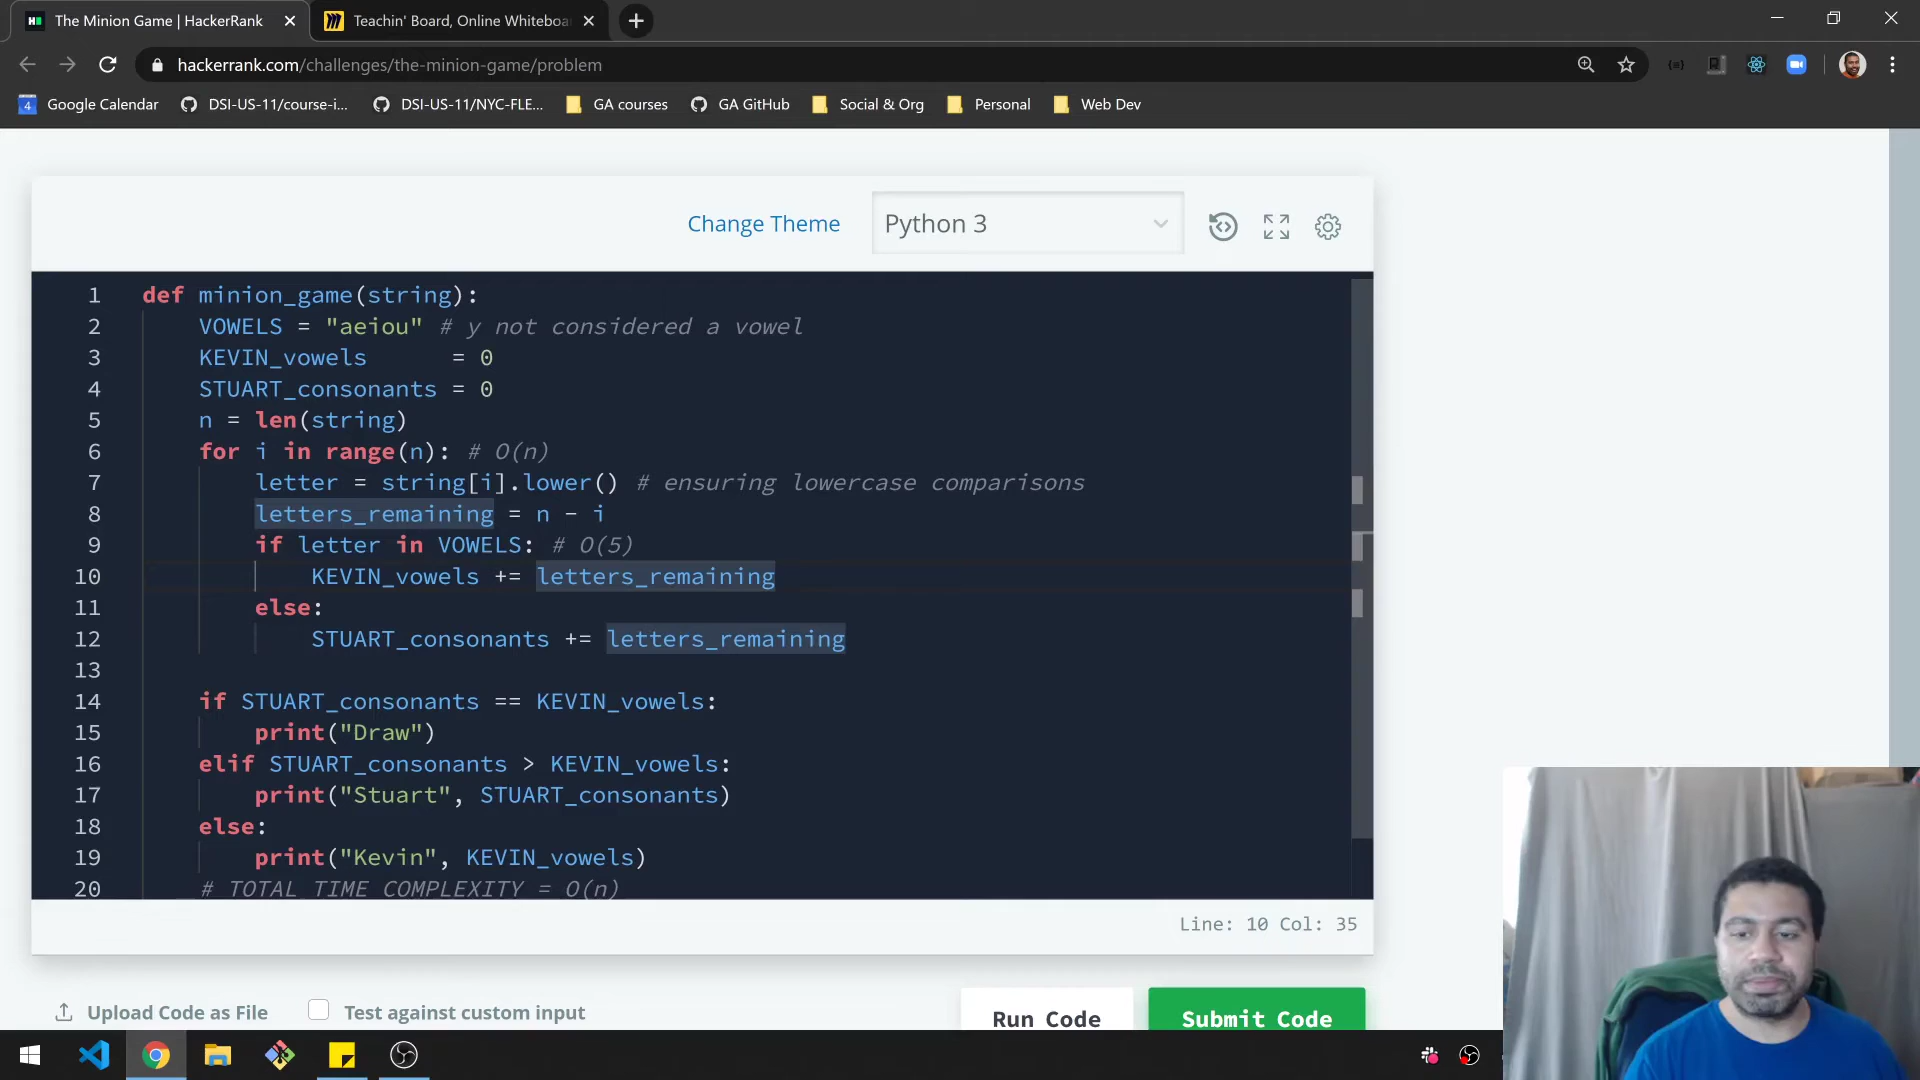 The Minion Game | HackerRank
Teachin' Board, Online Whiteboa
hackerrank.com/challenges/the-minion-game/problem
4 Google Calendar DSI-US-11/course-i... DSI-US-11/NYC-FLE... GA courses GA GitHub Social & Org Personal Web Dev
Change Theme Python 3
1 def minion_game(string):
2 VOWELS = "aeiou" # y not considered a vowel
3 KEVIN_vowels = 0
4 STUART_consonants = 0
5 n = len(string)
6 for i in range(n): # O(n)
7 letter = string[i].lower() # ensuring lowercase comparisons
8 letters_remaining = n - i
9 if letter in VOWELS: # O(5)
10 KEVIN_vowels += letters_remaining
11 else:
12 STUART_consonants += letters_remaining
13
14 if STUART_consonants == KEVIN_vowels:
15 print("Draw")
16 elif STUART_consonants > KEVIN_vowels:
17 print("Stuart", STUART_consonants)
18 else:
19 print("Kevin", KEVIN_vowels)
20 # TOTAL TIME COMPLEXITY = O(n)
Line: 10 Col: 35
Upload Code as File Test against custom input Run Code Submit Code